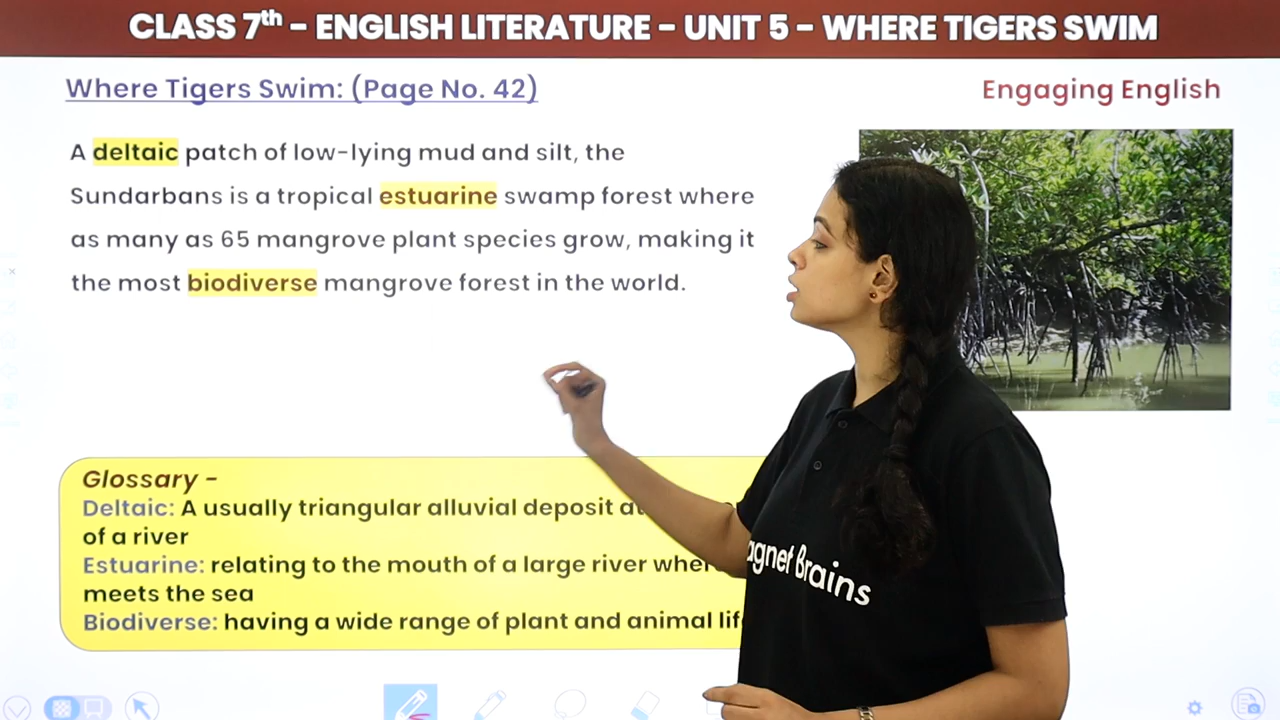 CLASS 7th - ENGLISH LITERATURE - UNIT 5 - WHERE TIGERS SWIM
Where Tigers Swim: (Page No. 42)
Engaging English
A deltaic patch of low-lying mud and silt, the
Sundarbans is a tropical estuarine swamp forest where
as many as 65 mangrove plant species grow, making it
the most biodiverse mangrove forest in the world.
Glossary -
Deltaic: A usually triangular alluvial deposit
of a river
Estuarine: relating to the mouth of a large river
meets the sea
Biodiverse: having a wide range of plant and animal
Brains